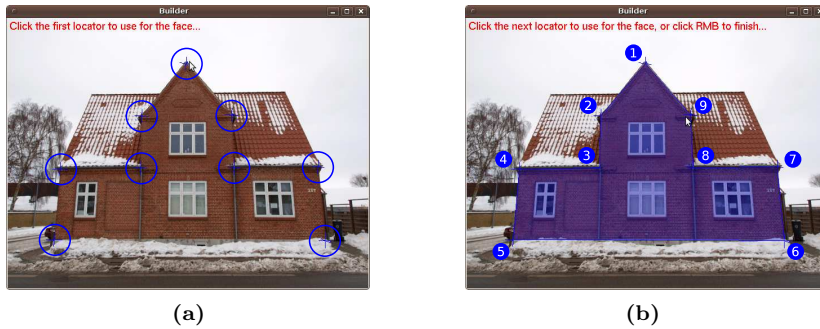 Builder
Click the first locator to use for the face...
Builder
Click the next locator to use for the face, or click RMB to finish...
1
2
9
4
3
8
7
5
6
(a)
(b)